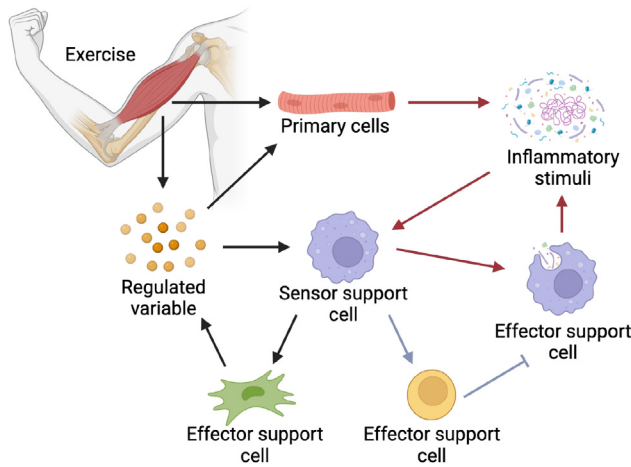 Exercise
Primary cells
Inflammatory
stimuli
Regulated
variable
Sensor support
cell
Effector support
cell
Effector support
cell
Effector support
cell